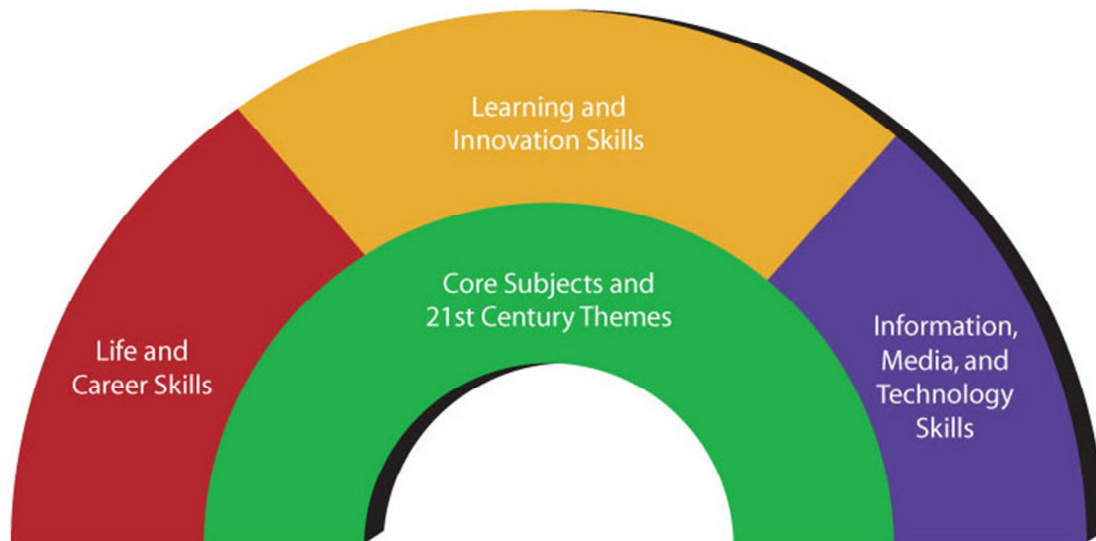 Learning and
Innovation Skills
Core Subjects and
21st Century Themes
Life and
Career Skills
Information,
Media, and
Technology
Skills